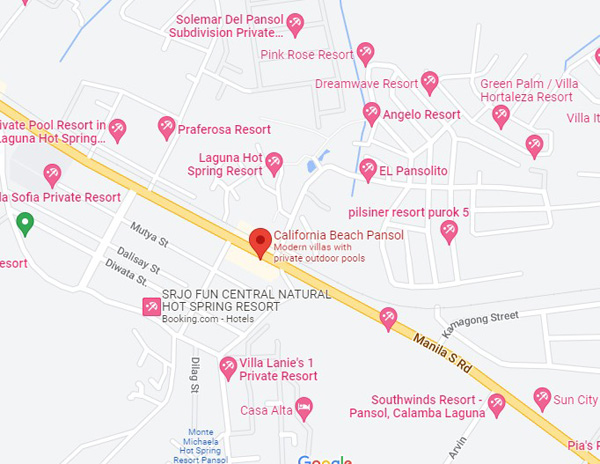 Solemar Del Pansol
Subdivision Private...
Pink Rose Resort
Dreamwave Resort
Green Palm / Villa
Hortaleza Resort
Angelo Resort
Villa It
rivate Pool Resort in
Laguna Hot Spring...
Praferosa Resort
Laguna Hot
Spring Resort
EL Pansolito
la Sofia Private Resort
pilsiner resort purok 5
Mutya St
California Beach Pansol
Modern villas with
private outdoor pools
Dalisay St
Diwata St.
esort
SRJO FUN CENTRAL NATURAL
HOT SPRING RESORT
Booking.com - Hotels
Kamagong Street
Manila S Rd
Villa Lanie's 1
Private Resort
Dilag St
Casa Alta
Southwinds Resort -
Pansol, Calamba Laguna
Sun City
Monte
Michaela
Hot Spring
Resort Pansol
Arvin
Pia's R
Google